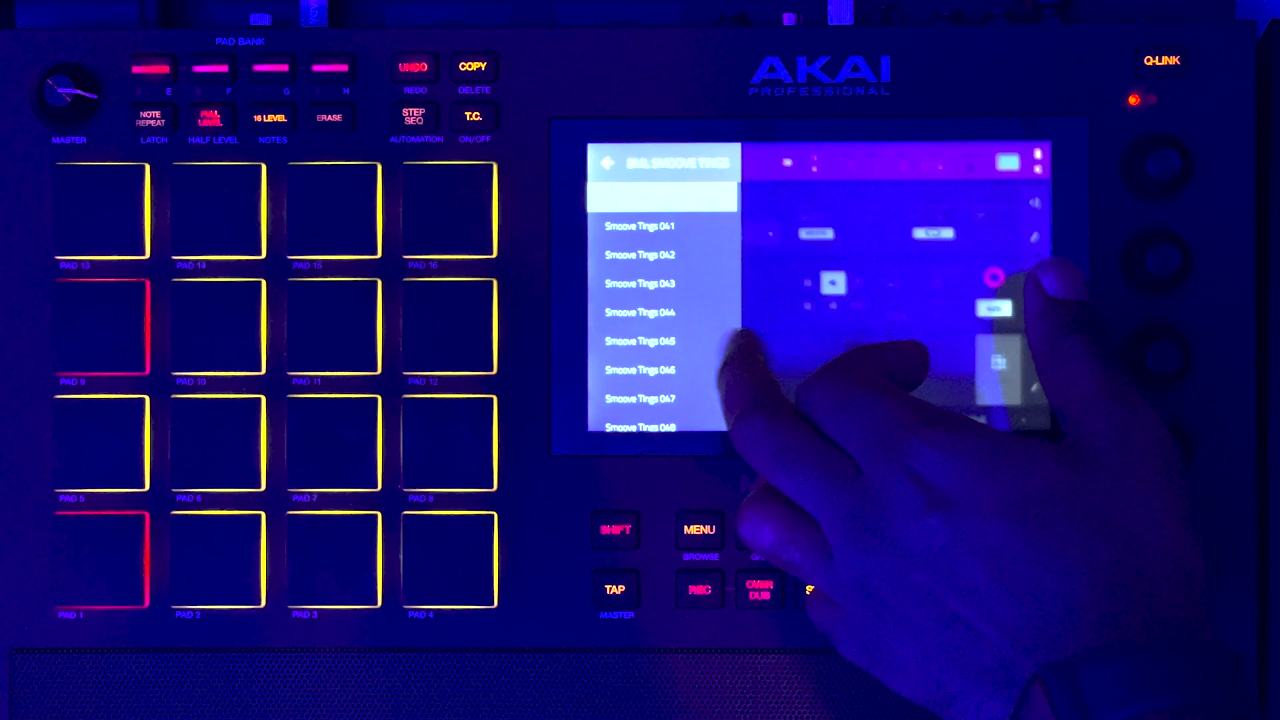 PAD BANK
AKAI
PROFESSIONAL
Q-LINK
UNDO
COPY
E
F
G
H
REDO
DELETE
NOTE
REPEAT
FULL
LEVEL
16 LEVEL
ERASE
STEP
SEQ
T.C.
MASTER
LATCH
HALF LEVEL
NOTES
AUTOMATION
ON/OFF
SMOOVE TINGS
Smoove Tings 041
Smoove Tings 042
Smoove Tings 043
Smoove Tings 044
Smoove Tings 045
Smoove Tings 046
Smoove Tings 047
Smoove Tings 048
PAD 13
PAD 14
PAD 15
PAD 16
PAD 9
PAD 10
PAD 11
PAD 12
PAD 5
PAD 6
PAD 7
PAD 8
PAD 1
PAD 2
PAD 3
PAD 4
SHIFT
MENU
BROWSE
TAP
REC
OVER
DUB
MASTER